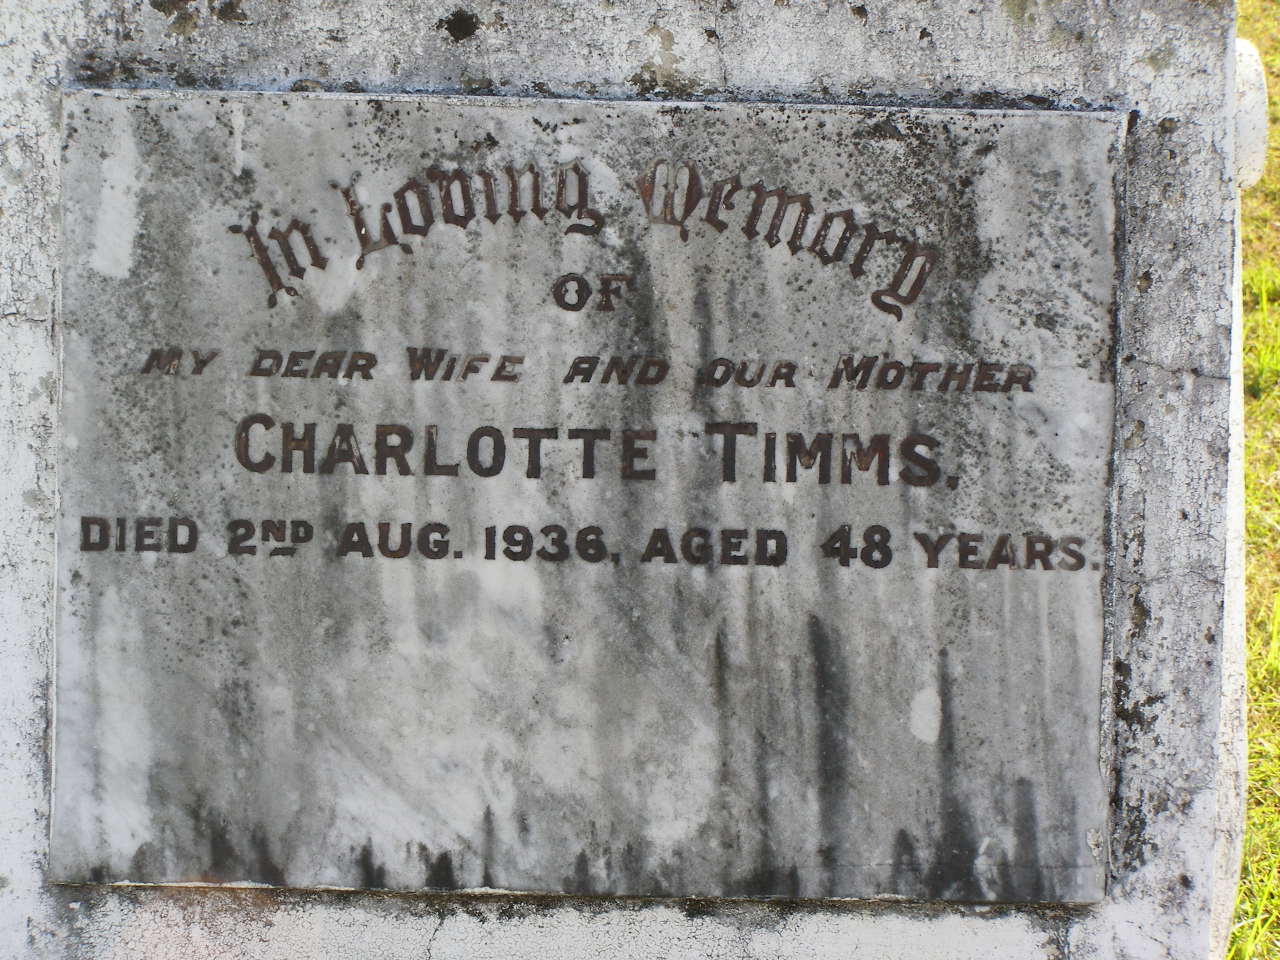 In Loving Memory
OF
MY DEAR WIFE AND OUR MOTHER
CHARLOTTE TIMMS.
DIED 2ND AUG. 1936, AGED 48 YEARS.